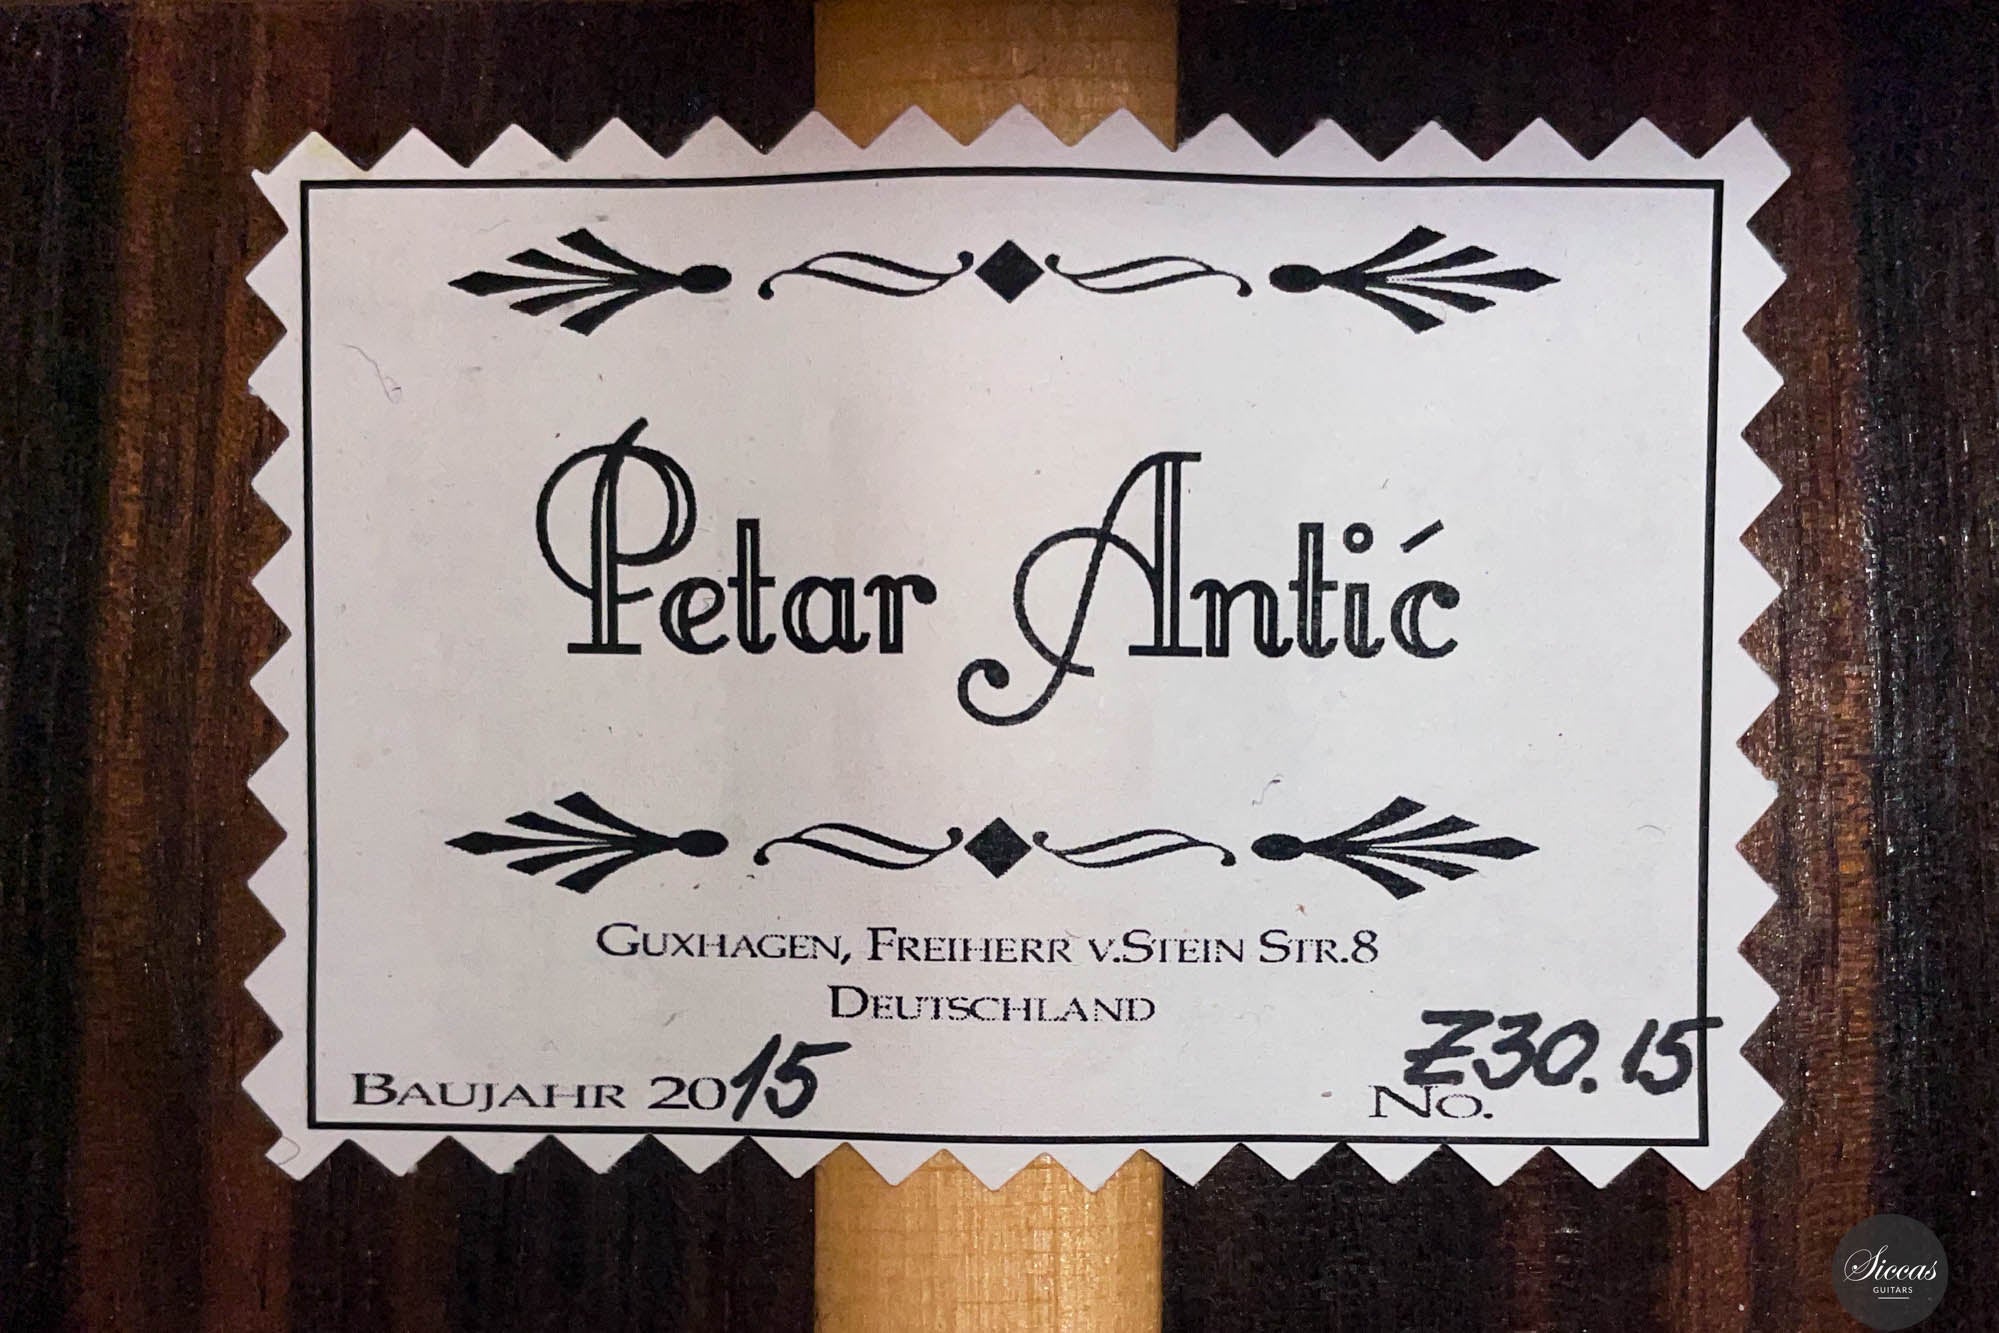 Petar Antić
Guxhagen, Freiherr v.Stein Str.8
Deutschland
Baujahr 2015
No. Z30.15
Siccas
GUITARS